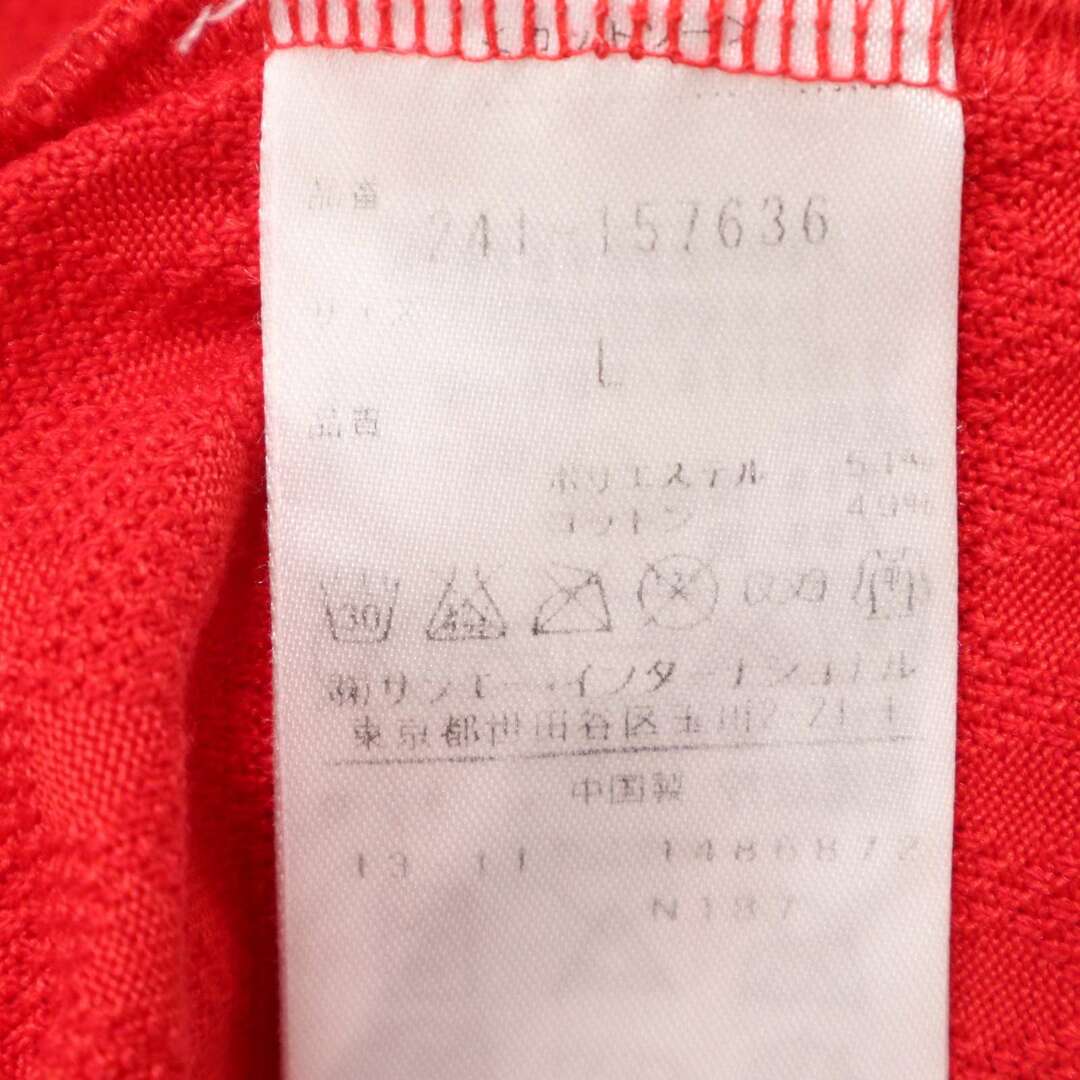 品番
241-157636
サイズ
L
品質
ポリエステル 51%
コットン 49%
30
(株)サンエー・インターナショナル
東京都世田谷区玉川2-21-1
中国製
13 11 1486872
N187